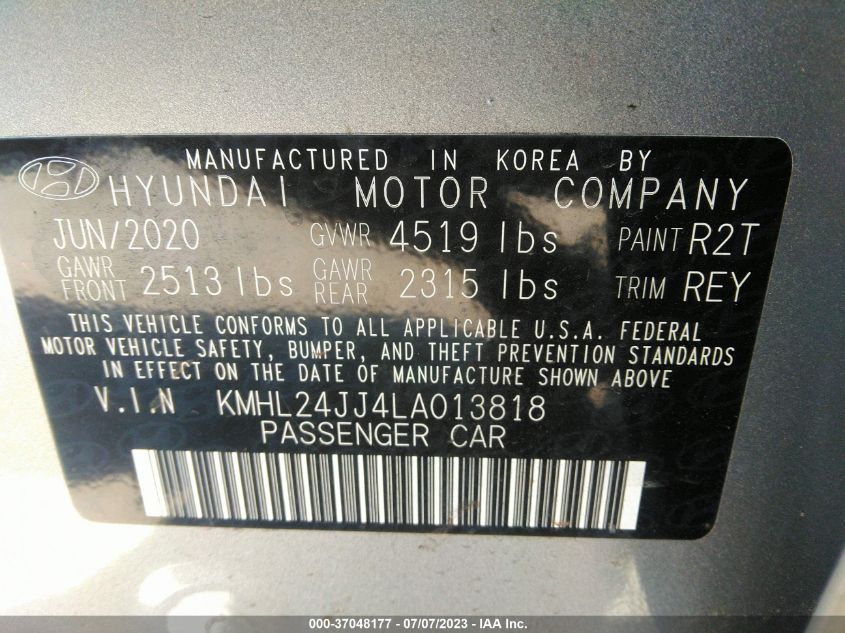 MANUFACTURED IN KOREA BY
HYUNDAI MOTOR COMPANY
JUN/2020 GVWR 4519 lbs PAINT R2T
GAWR FRONT 2513 lbs GAWR REAR 2315 lbs TRIM REY
THIS VEHICLE CONFORMS TO ALL APPLICABLE U.S.A. FEDERAL
MOTOR VEHICLE SAFETY, BUMPER, AND THEFT PREVENTION STANDARDS
IN EFFECT ON THE DATE OF MANUFACTURE SHOWN ABOVE.
V.I.N KMHL24JJ4LA013818
PASSENGER CAR
000-37048177 - 07/07/2023 - IAA Inc.